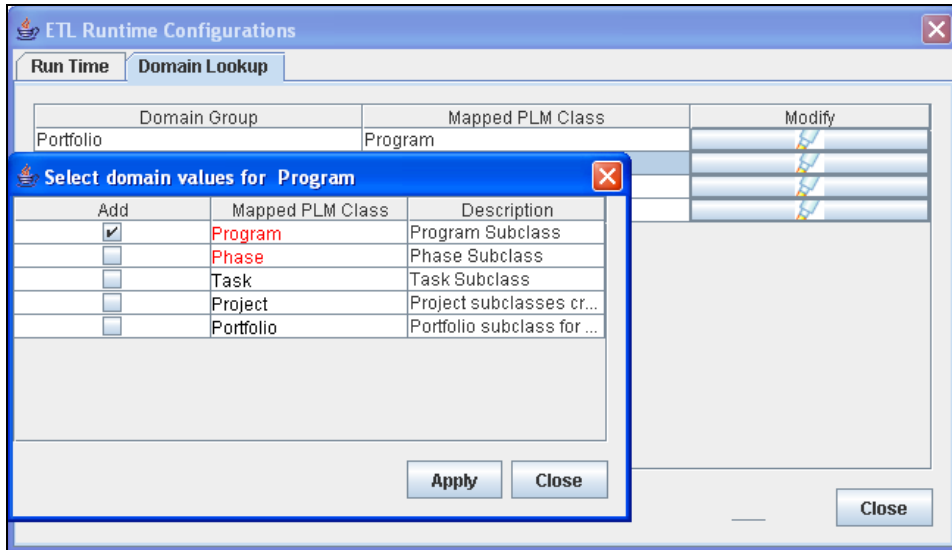 ETL Runtime Configurations
Run Time Domain Lookup
Domain Group Mapped PLM Class Modify
Portfolio Program
Select domain values for Program
Add Mapped PLM Class Description
Program Program Subclass
Phase Phase Subclass
Task Task Subclass
Project Project subclasses cr...
Portfolio Portfolio subclass for ...
Apply Close
Close